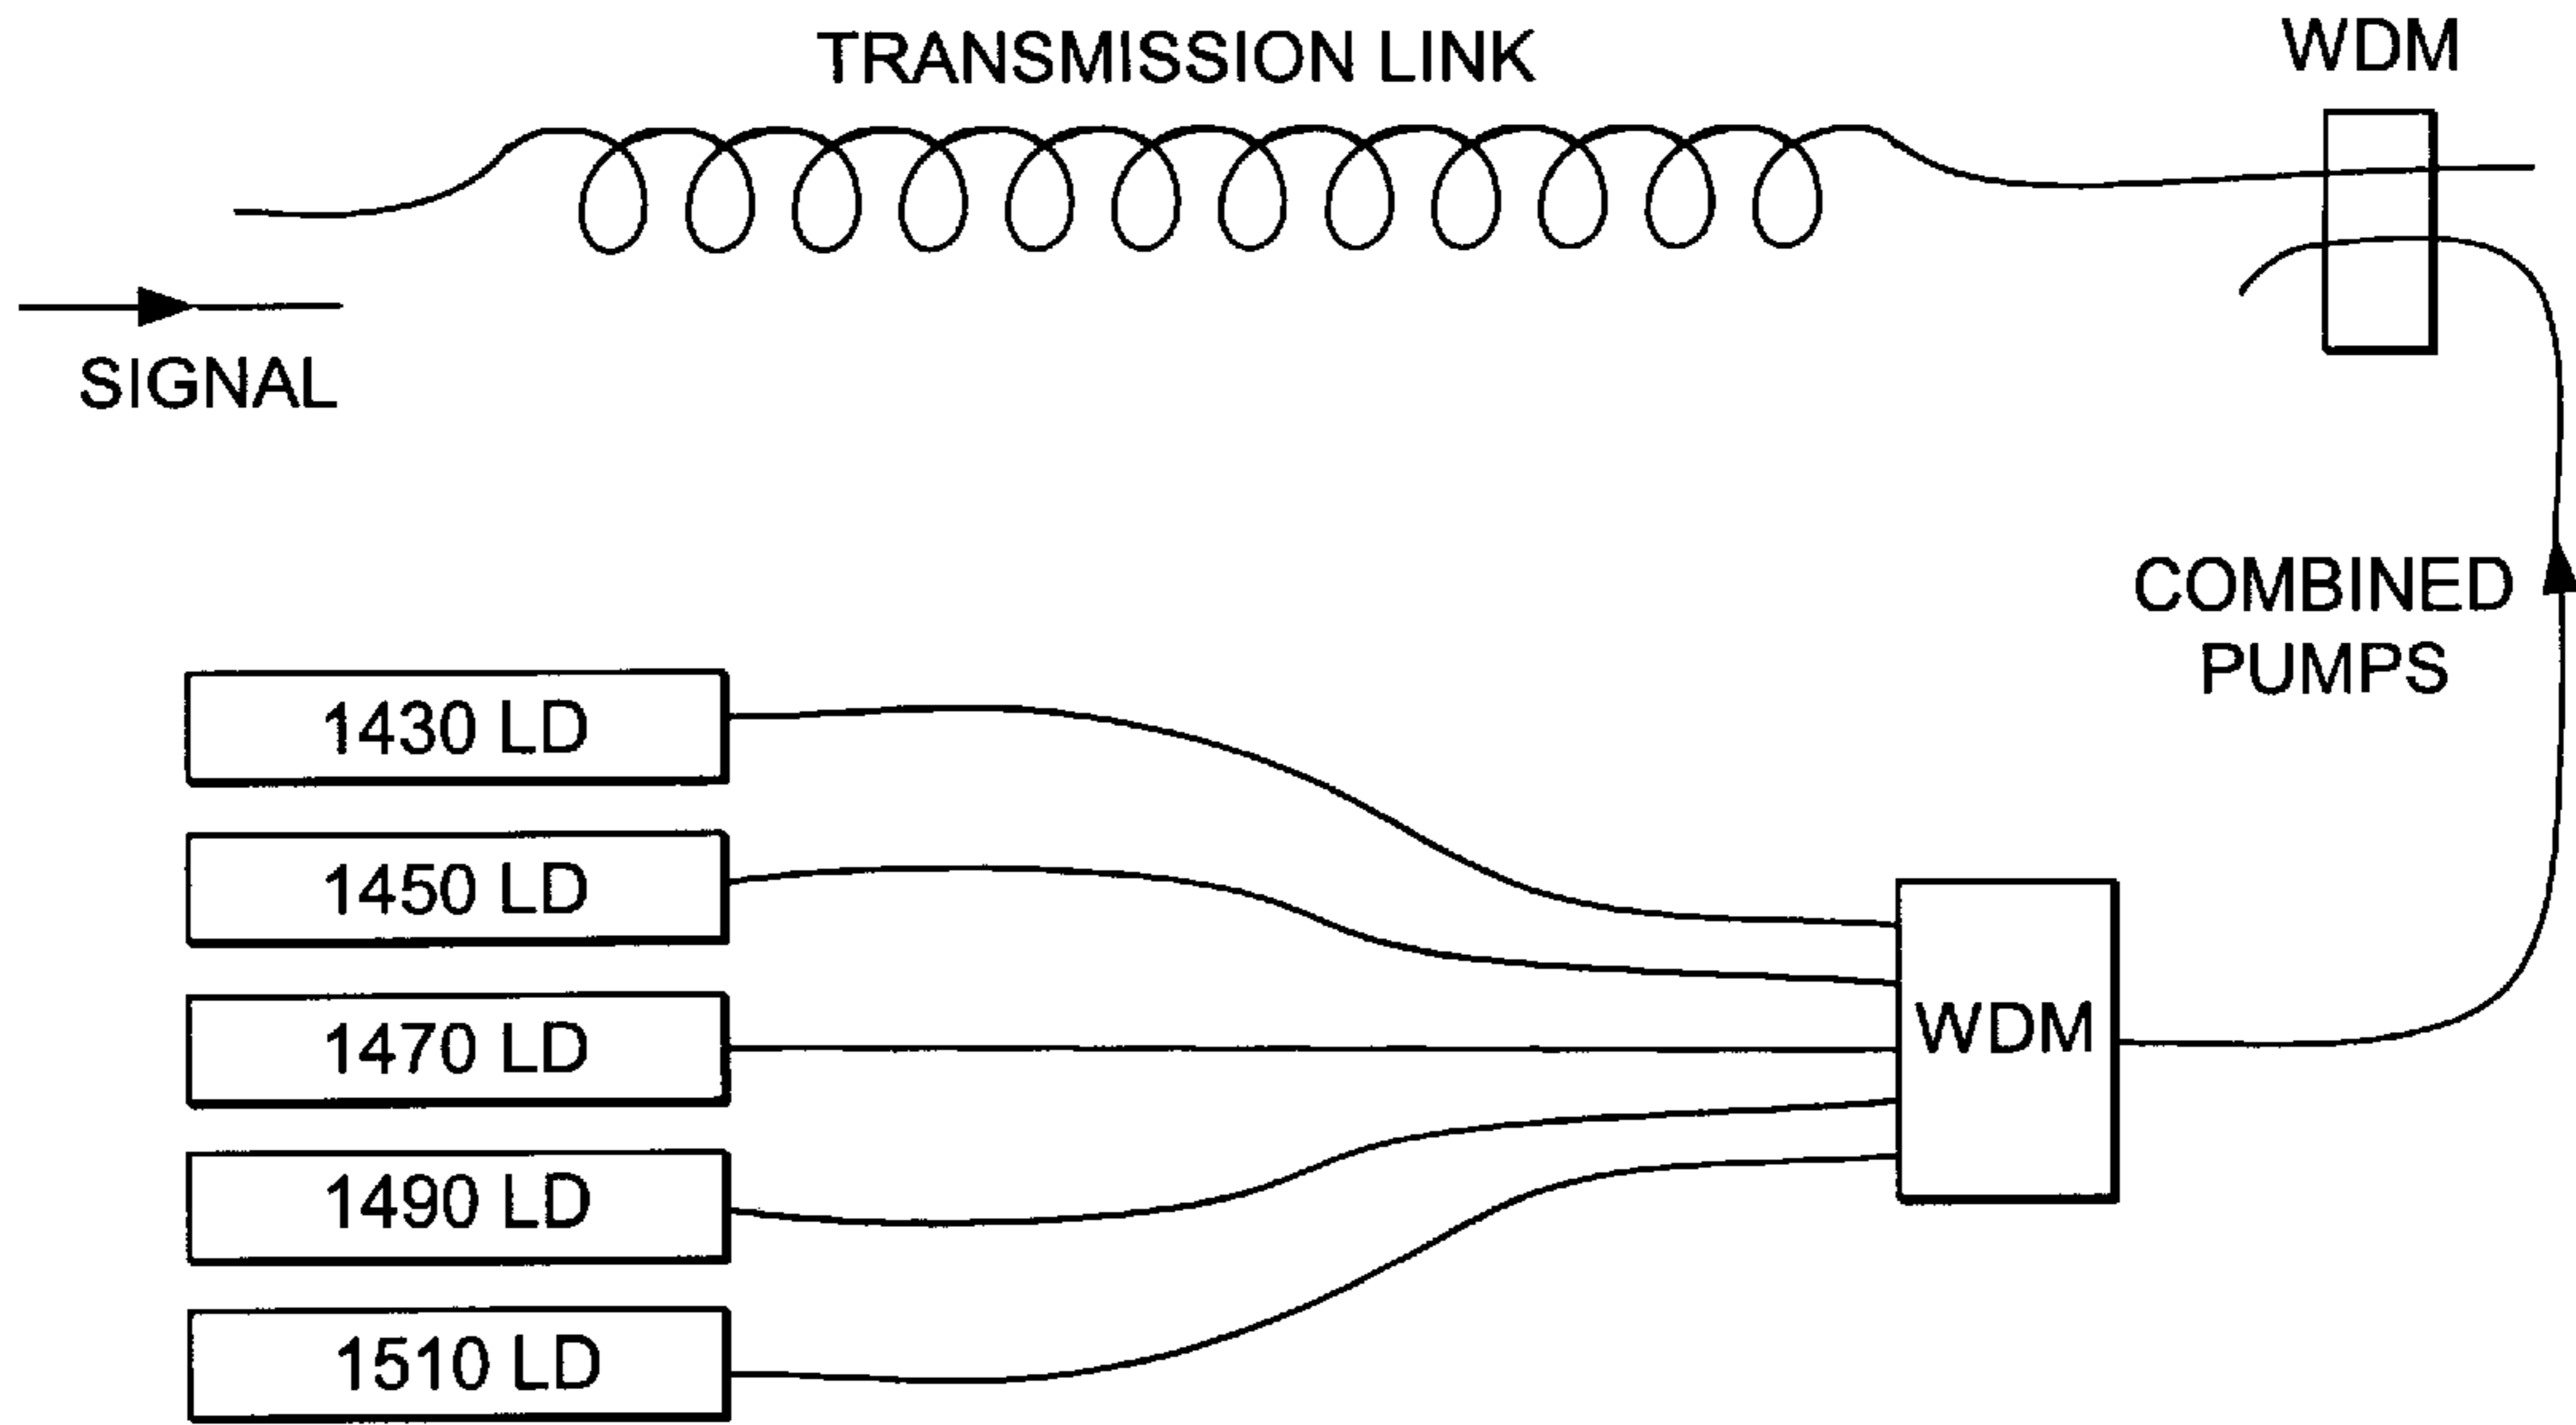 TRANSMISSION LINK
WDM
SIGNAL
COMBINED
PUMPS
1430 LD
1450 LD
1470 LD
WDM
1490 LD
1510 LD